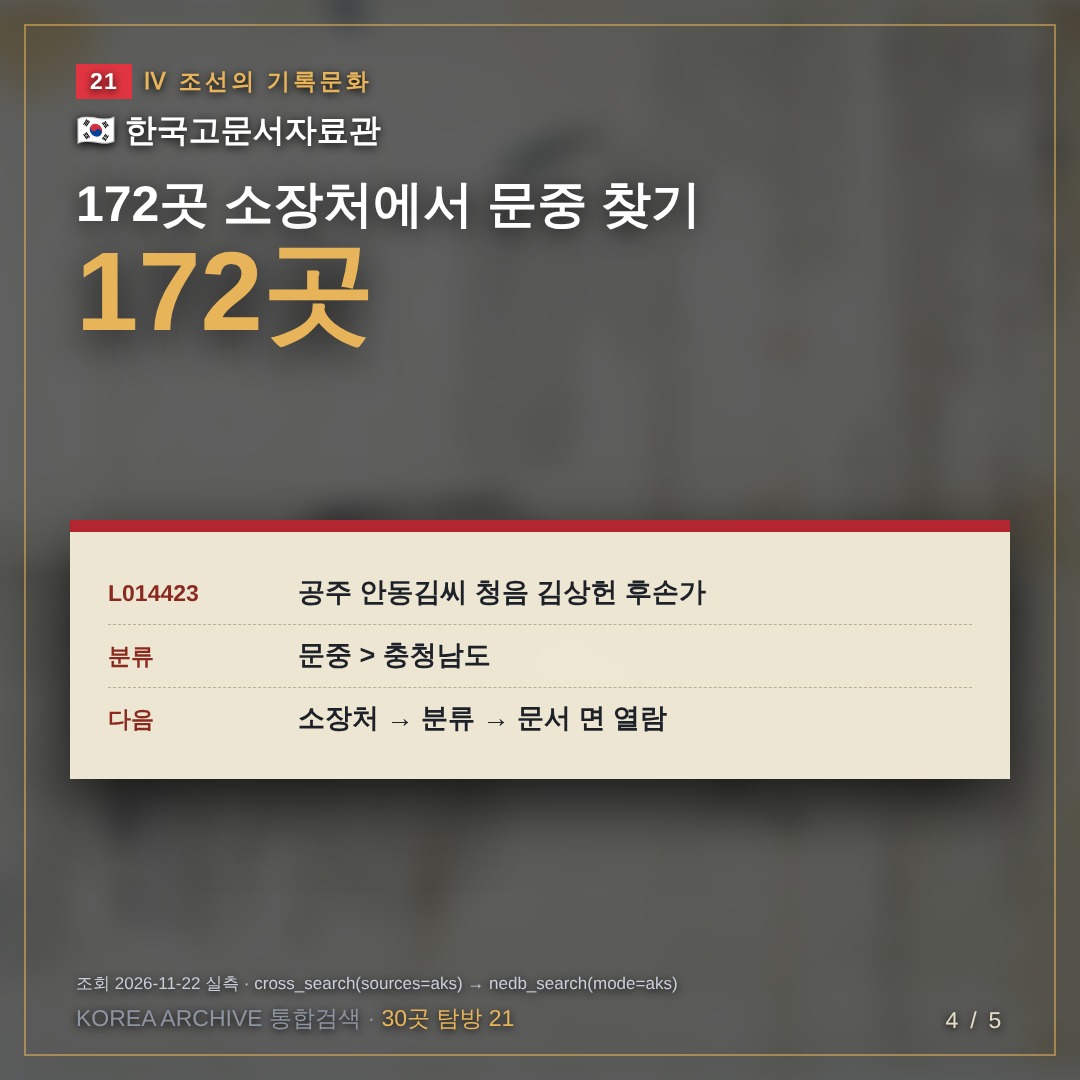 21 Ⅳ 조선의 기록문화
🇰🇷 한국고문서자료관
172곳 소장처에서 문중 찾기
172곳
L014423 공주 안동김씨 청음 김상헌 후손가
분류 문중 > 충청남도
다음 소장처 → 분류 → 문서 면 열람
조회 2026-11-22 실측 · cross_search(sources=aks) → nedb_search(mode=aks)
KOREA ARCHIVE 통합검색 · 30곳 탐방 21
4 / 5